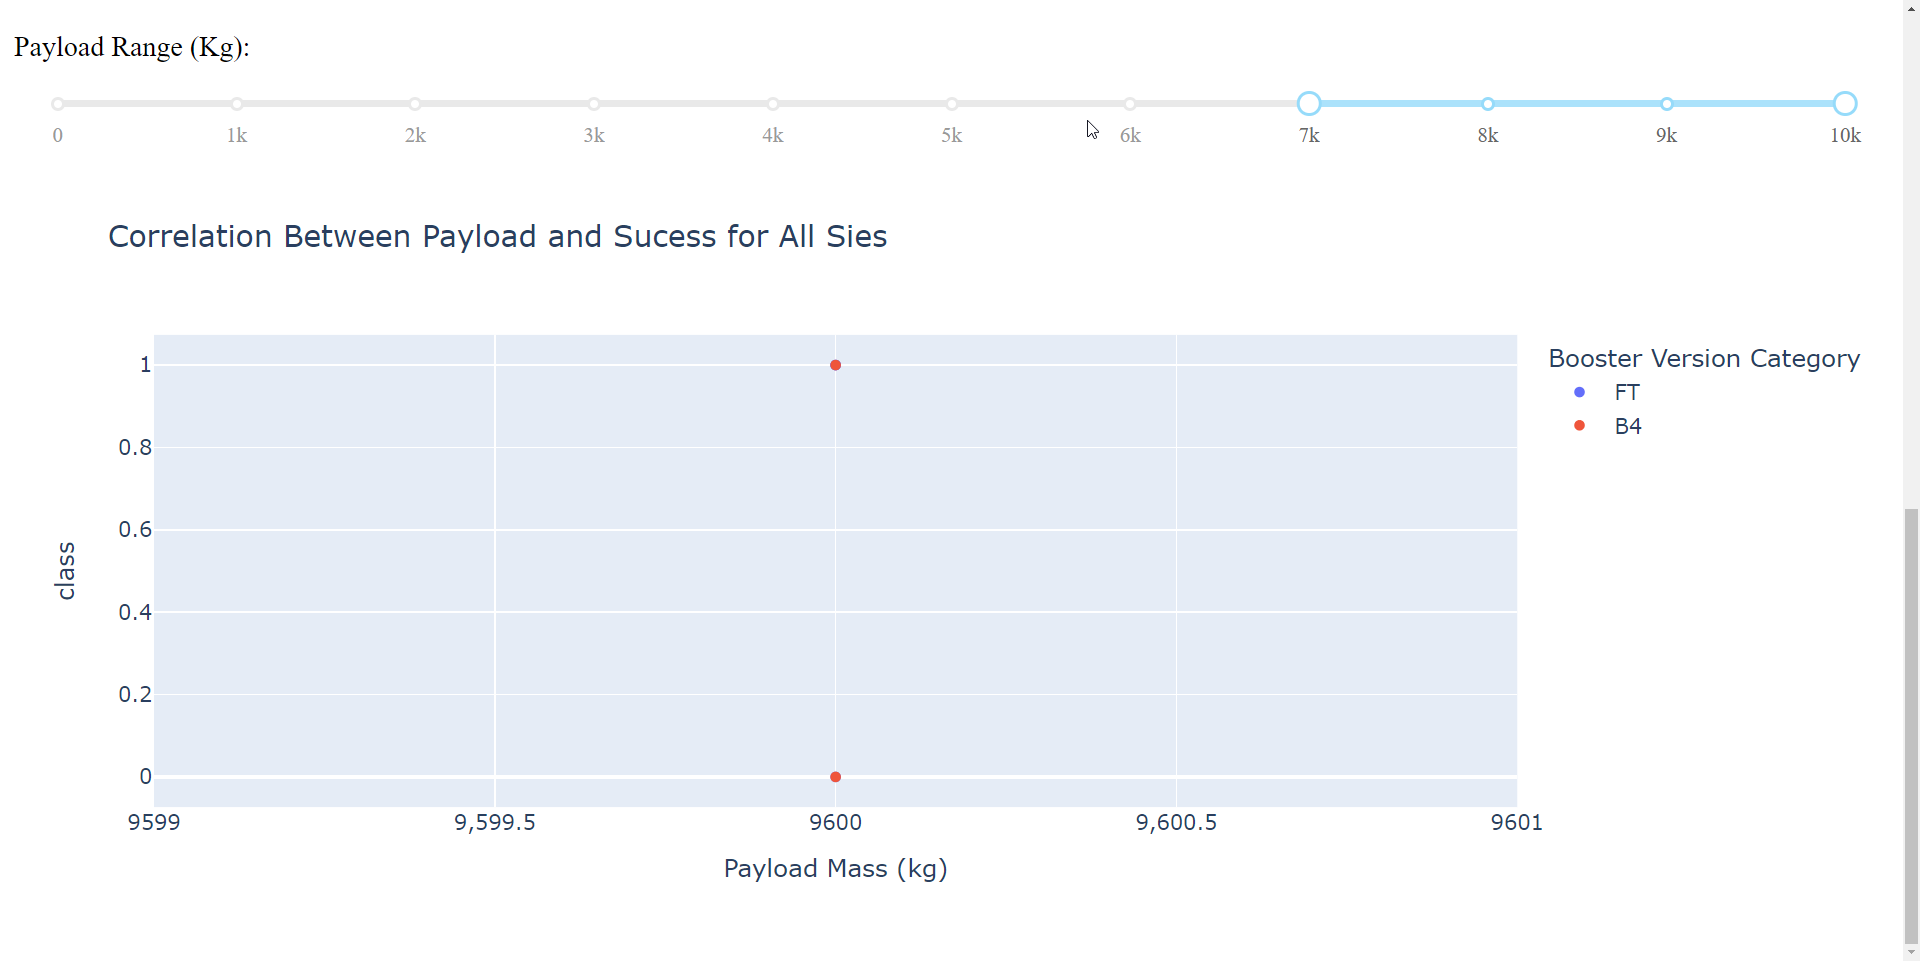 Payload Range (Kg):
0 1k 2k 3k 4k 5k 6k 7k 8k 9k 10k
Correlation Between Payload and Sucess for All Sies
Booster Version Category
FT
B4
class
1
0.8
0.6
0.4
0.2
0
9599 9,599.5 9600 9,600.5 9601
Payload Mass (kg)